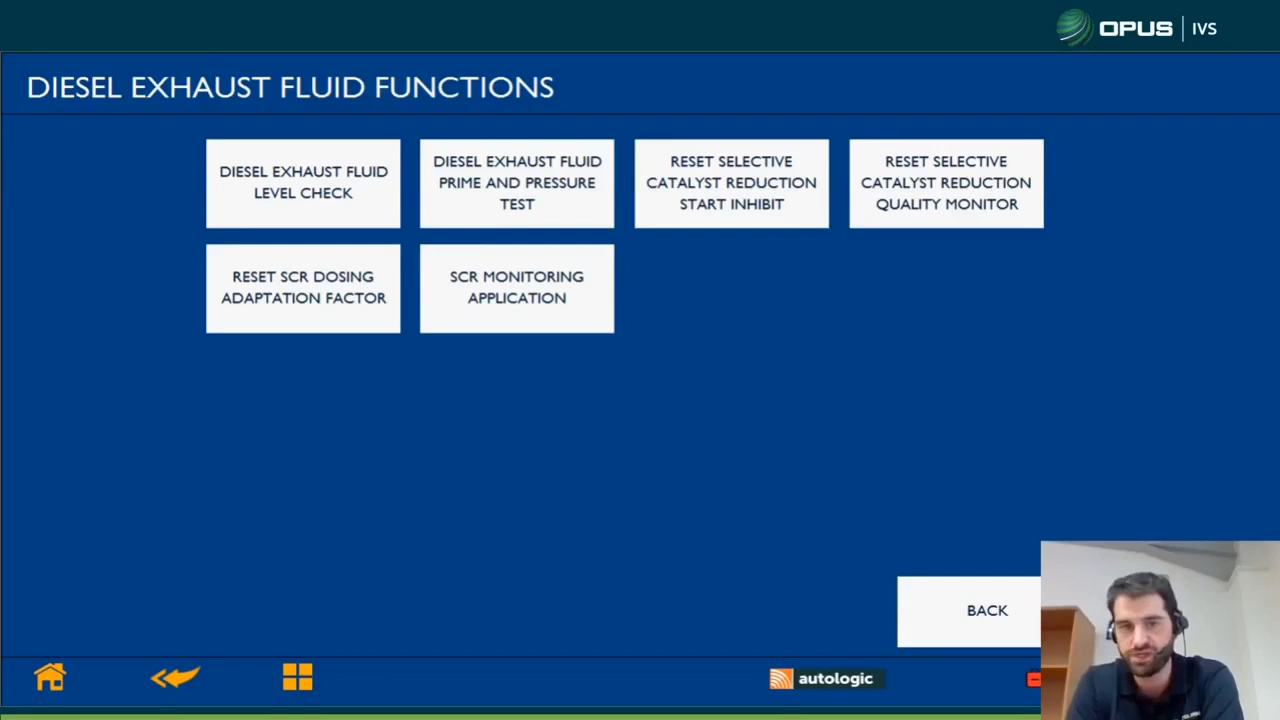 OPUS | IVS
DIESEL EXHAUST FLUID FUNCTIONS
DIESEL EXHAUST FLUID
LEVEL CHECK
DIESEL EXHAUST FLUID
PRIME AND PRESSURE
TEST
RESET SELECTIVE
CATALYST REDUCTION
START INHIBIT
RESET SELECTIVE
CATALYST REDUCTION
QUALITY MONITOR
RESET SCR DOSING
ADAPTATION FACTOR
SCR MONITORING
APPLICATION
BACK
autologic